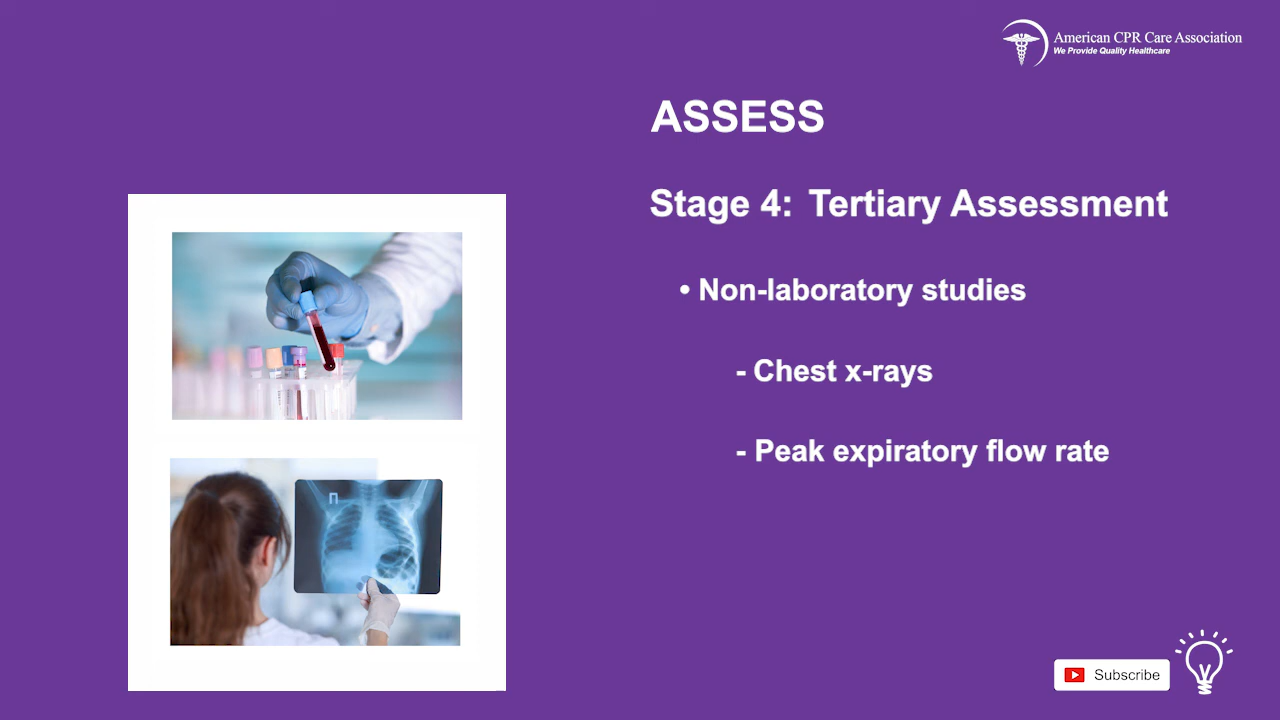 American CPR Care Association
We Provide Quality Healthcare
ASSESS
Stage 4: Tertiary Assessment
• Non-laboratory studies
- Chest x-rays
- Peak expiratory flow rate
П
Subscribe